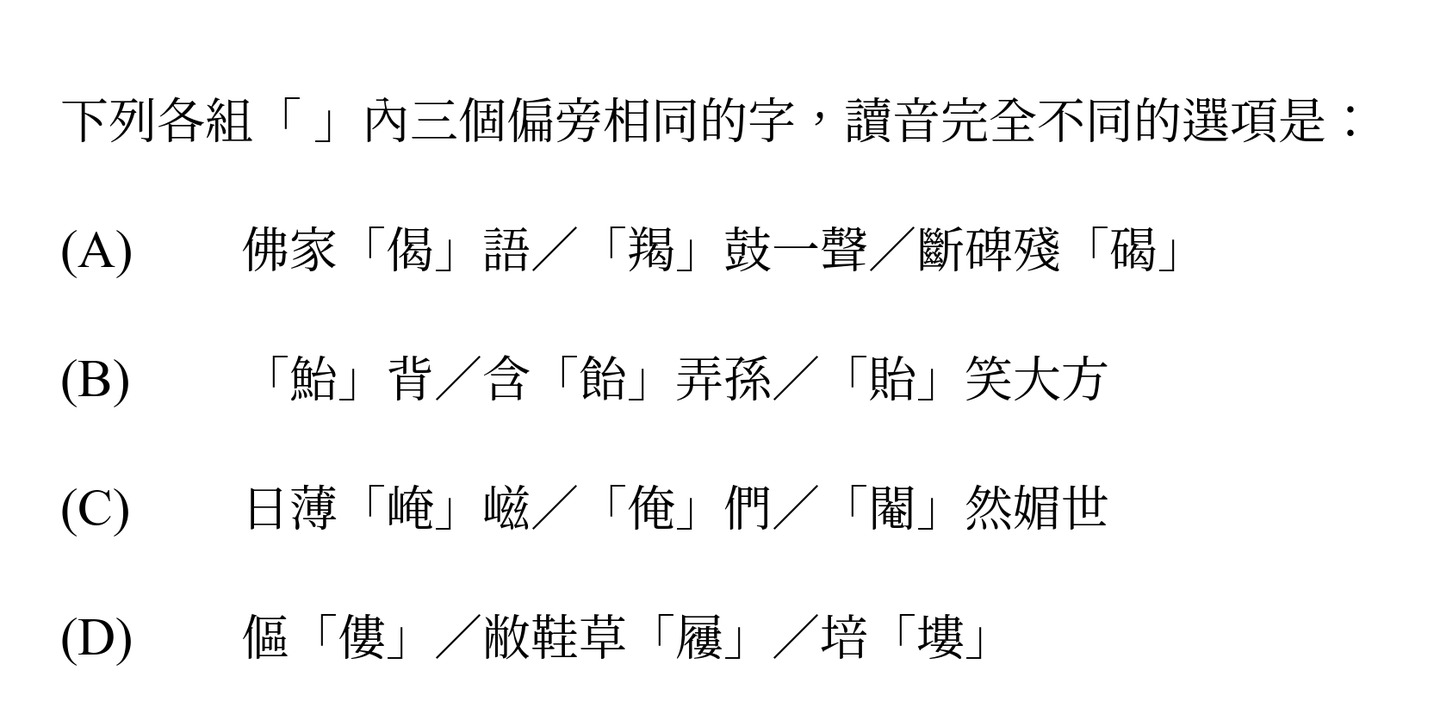 下列各組「 」內三個偏旁相同的字，讀音完全不同的選項是：
(A) 佛家「偈」語／「羯」鼓一聲／斷碑殘「碣」
(B) 「鮐」背／含「飴」弄孫／「貽」笑大方
(C) 日薄「崦」嵫／「俺」們／「閹」然媚世
(D) 傴「僂」／敝鞋草「屨」／培「塿」